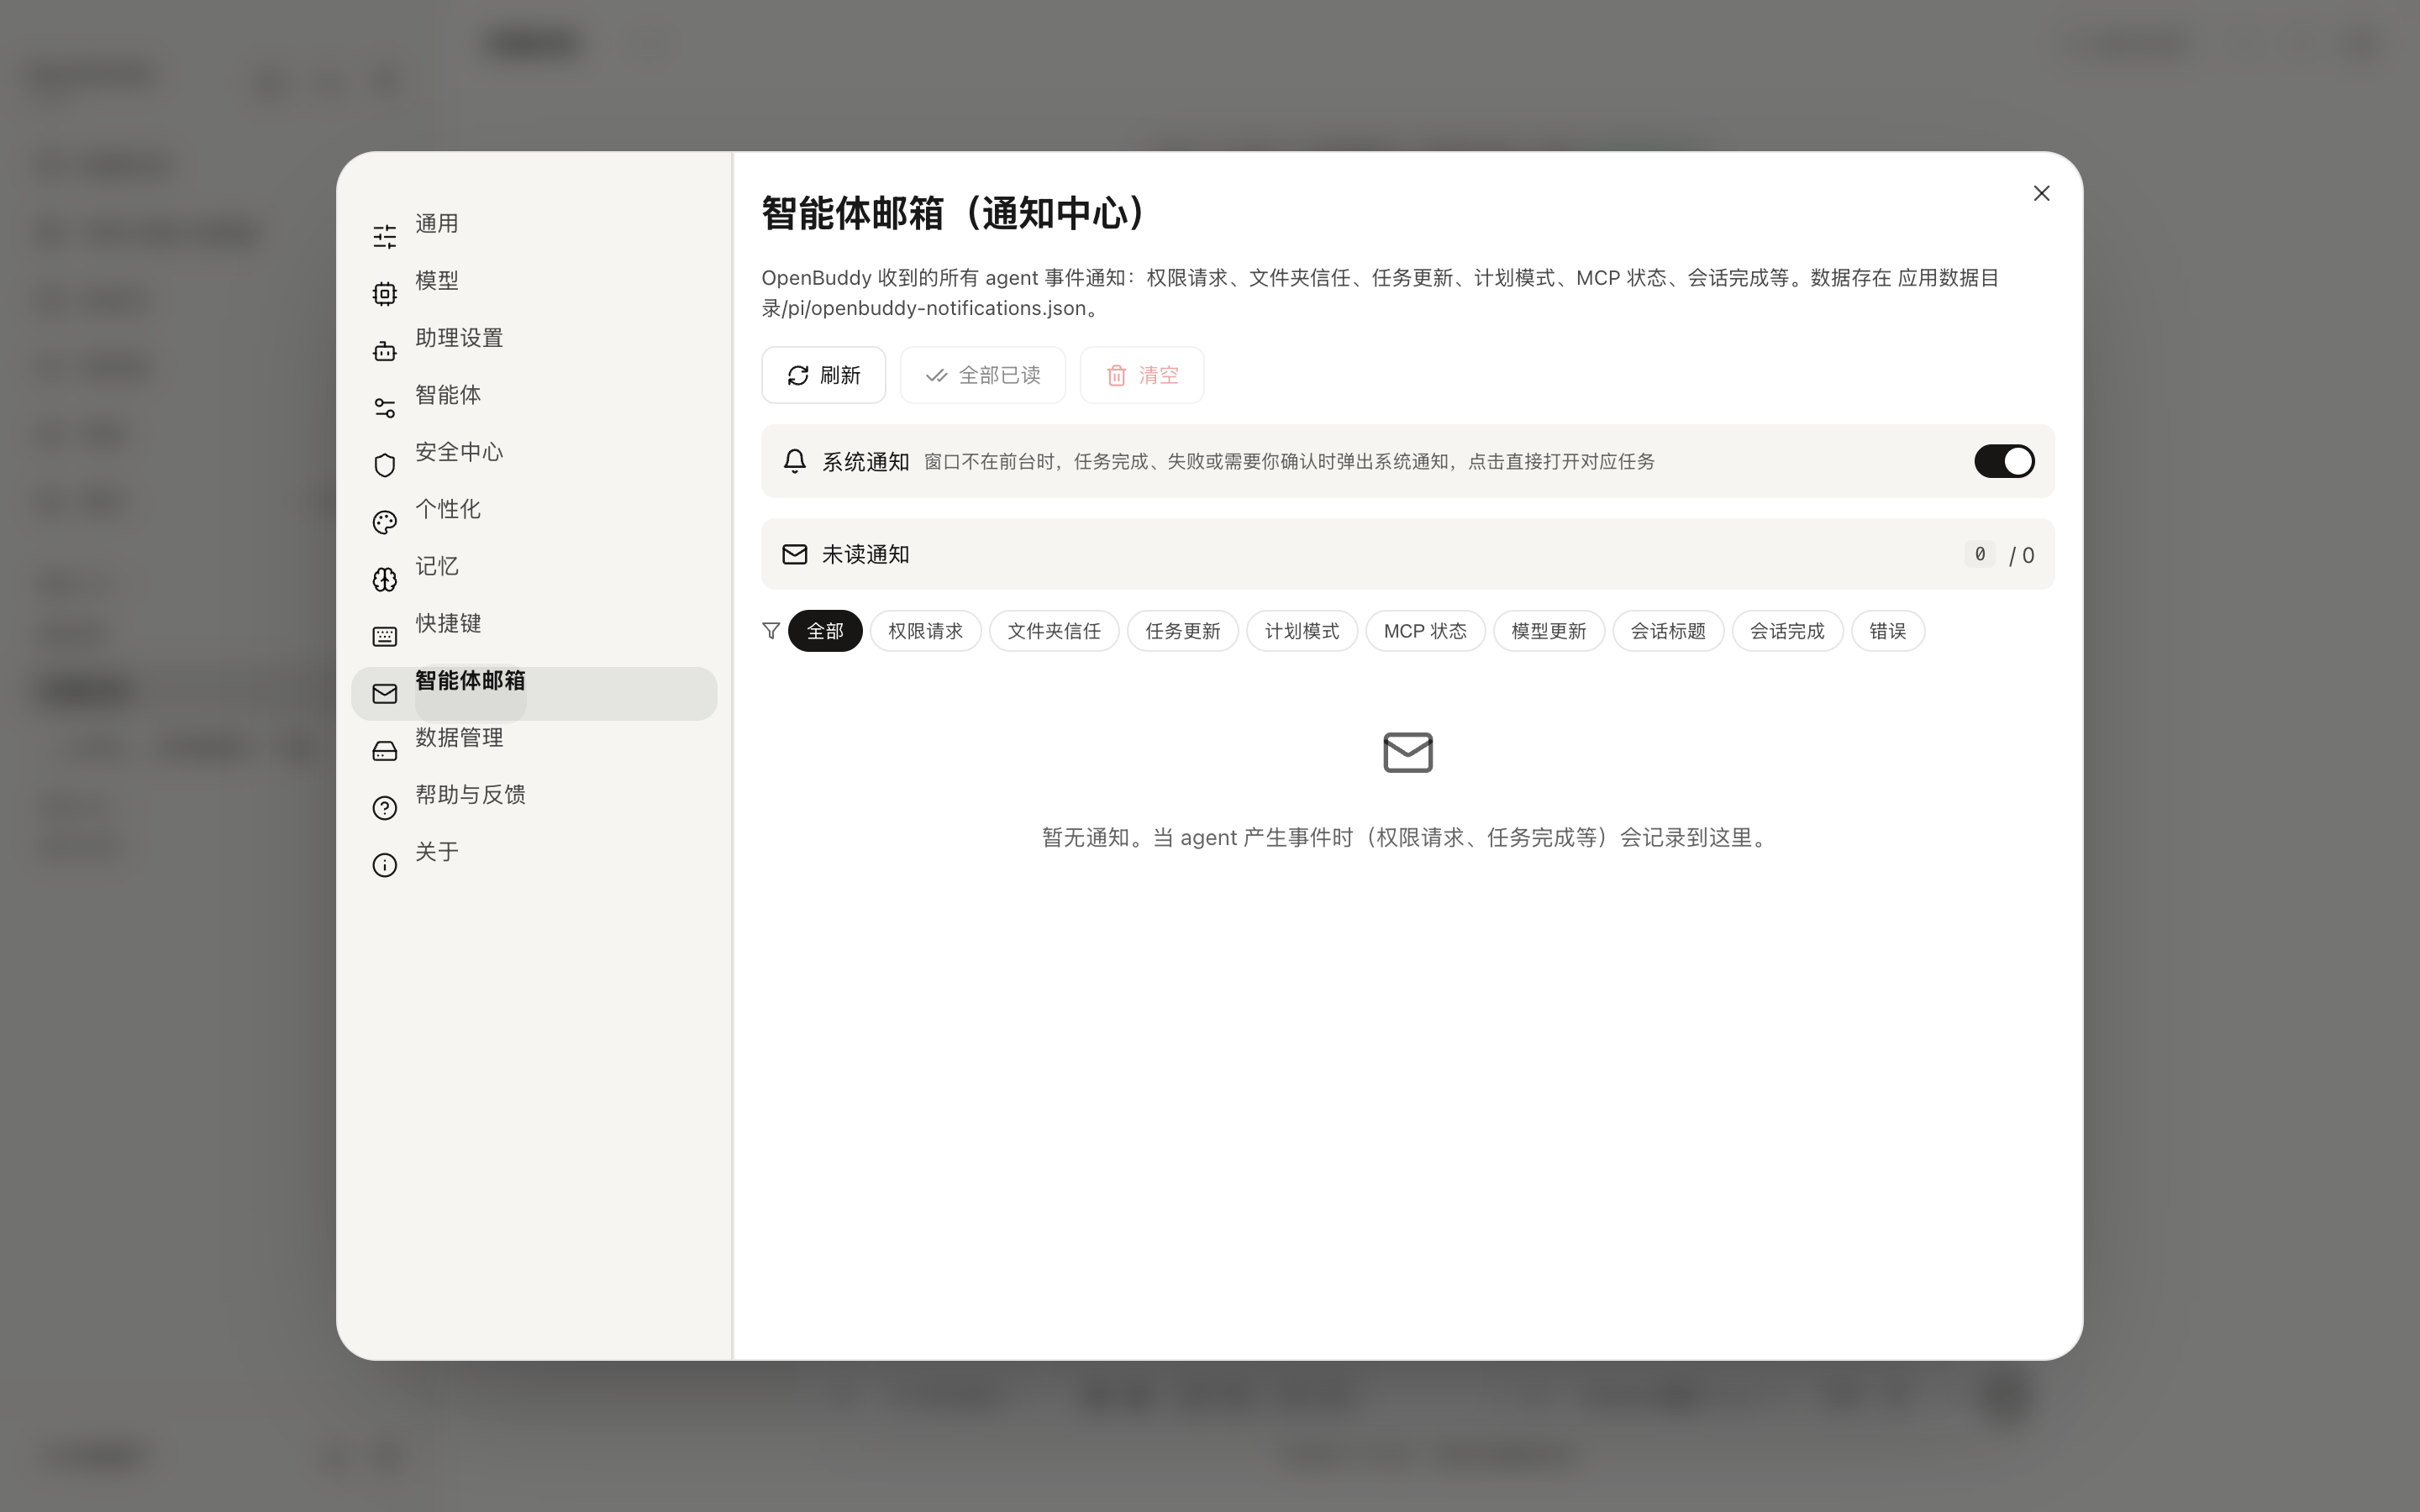 通用
模型
助理设置
智能体
安全中心
个性化
记忆
快捷键
智能体邮箱
数据管理
帮助与反馈
关于
智能体邮箱（通知中心）
OpenBuddy 收到的所有 agent 事件通知：权限请求、文件夹信任、任务更新、计划模式、MCP 状态、会话完成等。数据存在 应用数据目
录/pi/openbuddy-notifications.json。
刷新 全部已读 清空
系统通知 窗口不在前台时，任务完成、失败或需要你确认时弹出系统通知，点击直接打开对应任务
未读通知 0 / 0
全部 权限请求 文件夹信任 任务更新 计划模式 MCP 状态 模型更新 会话标题 会话完成 错误
暂无通知。当 agent 产生事件时（权限请求、任务完成等）会记录到这里。